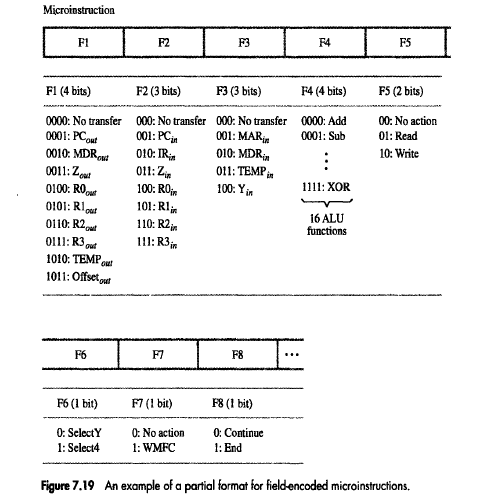 Microinstruction
F1 F2 F3 F4 F5
F1 (4 bits) F2 (3 bits) F3 (3 bits) F4 (4 bits) F5 (2 bits)
0000: No transfer 000: No transfer 000: No transfer 0000: Add 00: No action
0001: PCout 001: PCin 001: MARin 0001: Sub 01: Read
0010: MDRout 010: IRin 010: MDRin 10: Write
0011: Zout 011: Zin 011: TEMPin
0100: R0out 100: R0in 100: Yin 1111: XOR
0101: R1out 101: R1in
0110: R2out 110: R2in 16 ALU
0111: R3out 111: R3in functions
1010: TEMPout
1011: Offsetout
F6 F7 F8 •••
F6 (1 bit) F7 (1 bit) F8 (1 bit)
0: SelectY 0: No action 0: Continue
1: Select4 1: WMFC 1: End
Figure 7.19 An example of a partial format for field-encoded microinstructions.